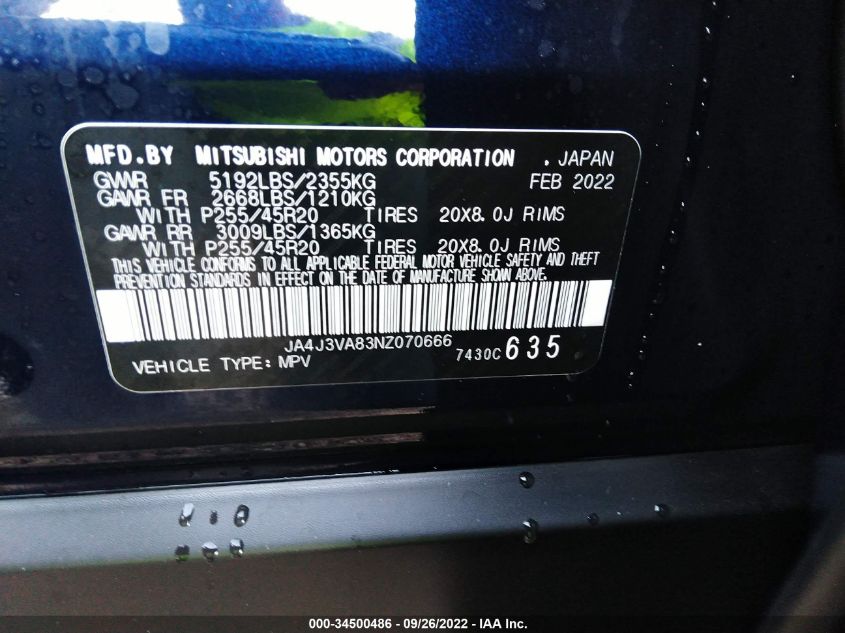 MFD.BY MITSUBISHI MOTORS CORPORATION . JAPAN
GVWR 5192LBS/2355KG FEB 2022
GAWR FR 2668LBS/1210KG
WITH P255/45R20 TIRES 20X8.0J RIMS
GAWR RR 3009LBS/1365KG
WITH P255/45R20 TIRES 20X8.0J RIMS
THIS VEHICLE CONFORMS TO ALL APPLICABLE FEDERAL MOTOR VEHICLE SAFETY AND THEFT
PREVENTION STANDARDS IN EFFECT ON THE DATE OF MANUFACTURE SHOWN ABOVE.
JA4J3VA83NZ070666
VEHICLE TYPE: MPV 7430C 635
000-34500486 - 09/26/2022 - IAA Inc.